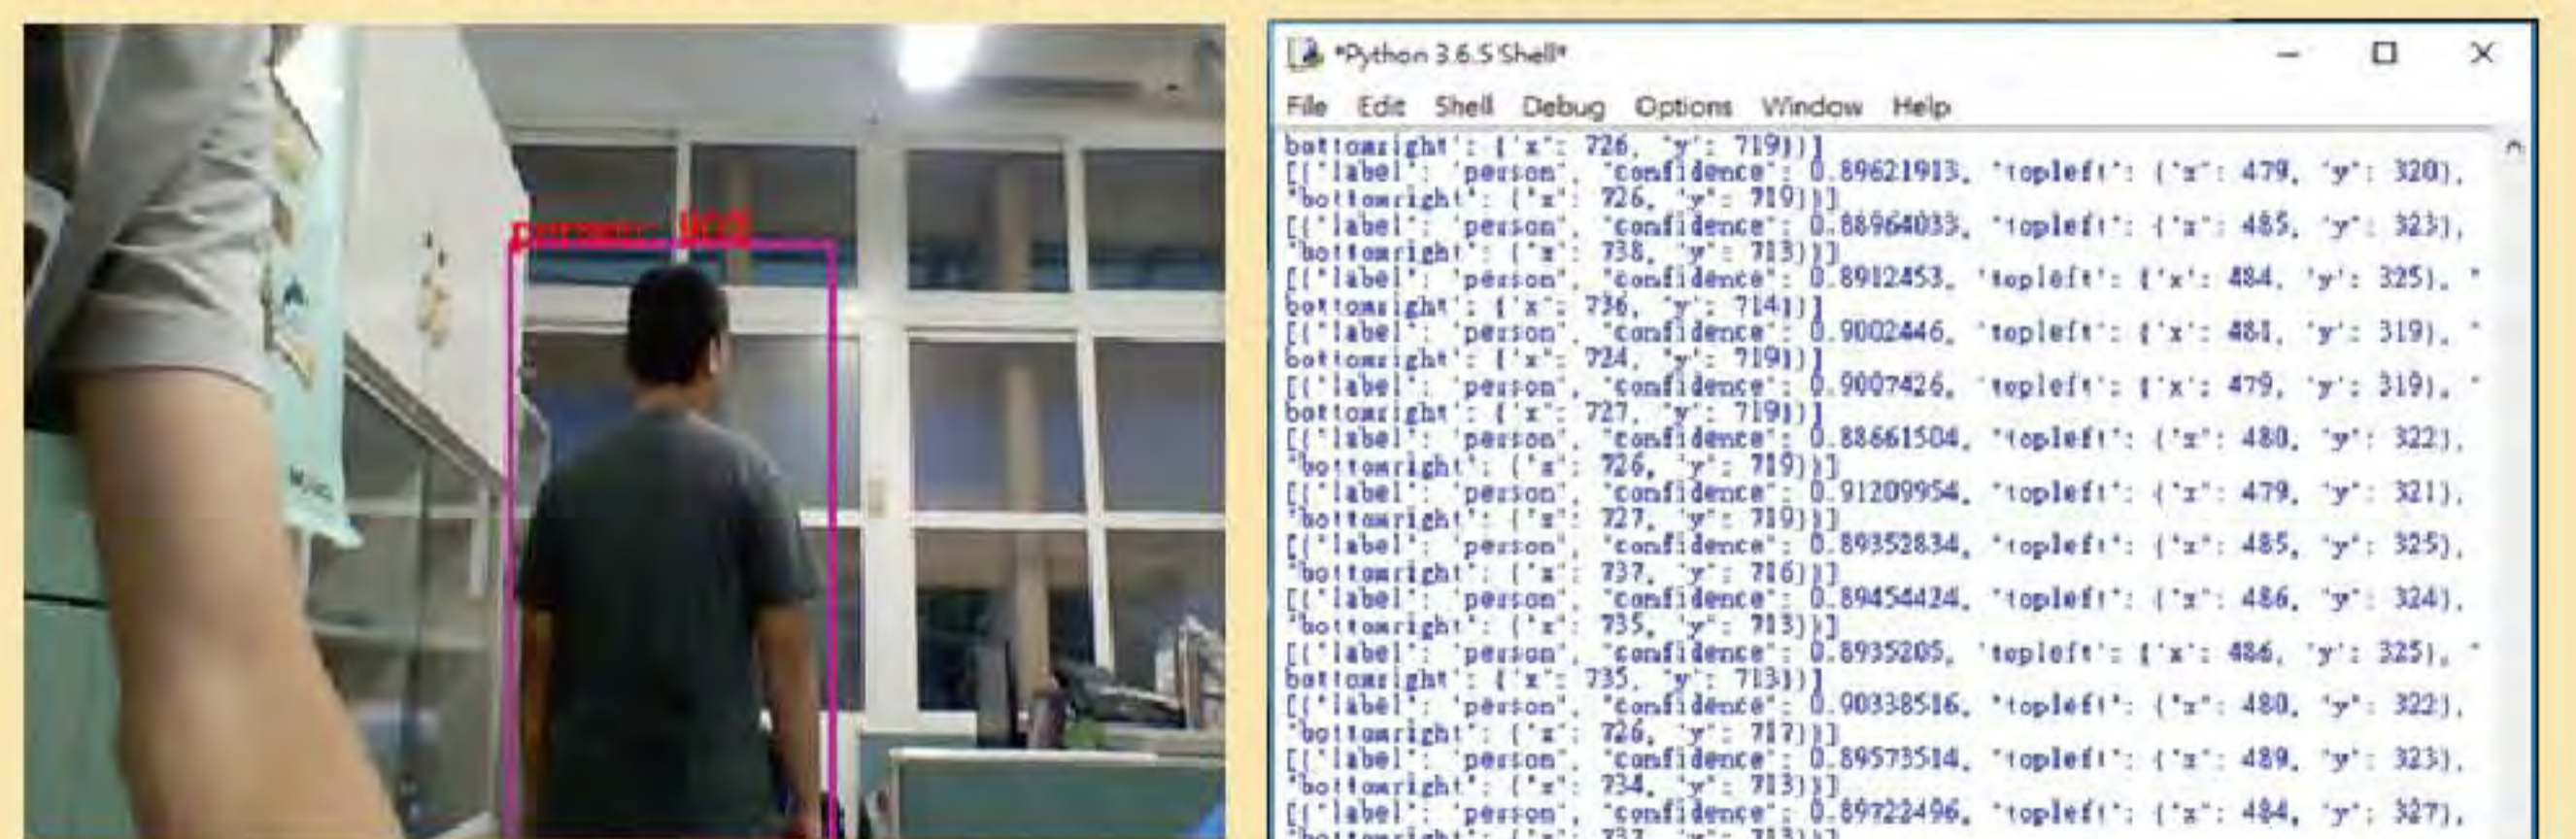 person: 90%
*Python 3.6.5 Shell*
File Edit Shell Debug Options Window Help
bottomright': {'x': 726, 'y': 719}}]
[{'label': 'person', 'confidence': 0.89621913, 'topleft': {'x': 479, 'y': 320},
'bottomright': {'x': 726, 'y': 719}}]
[{'label': 'person', 'confidence': 0.88964033, 'topleft': {'x': 485, 'y': 323},
'bottomright': {'x': 738, 'y': 713}}]
[{'label': 'person', 'confidence': 0.8912453, 'topleft': {'x': 484, 'y': 325}, '
bottomright': {'x': 736, 'y': 714}}]
[{'label': 'person', 'confidence': 0.9002446, 'topleft': {'x': 481, 'y': 319}, '
bottomright': {'x': 724, 'y': 719}}]
[{'label': 'person', 'confidence': 0.9007426, 'topleft': {'x': 479, 'y': 319}, '
bottomright': {'x': 727, 'y': 719}}]
[{'label': 'person', 'confidence': 0.88661504, 'topleft': {'x': 480, 'y': 322},
'bottomright': {'x': 726, 'y': 719}}]
[{'label': 'person', 'confidence': 0.91209954, 'topleft': {'x': 479, 'y': 321},
'bottomright': {'x': 727, 'y': 719}}]
[{'label': 'person', 'confidence': 0.89352834, 'topleft': {'x': 485, 'y': 325},
'bottomright': {'x': 737, 'y': 716}}]
[{'label': 'person', 'confidence': 0.89454424, 'topleft': {'x': 486, 'y': 324},
'bottomright': {'x': 735, 'y': 713}}]
[{'label': 'person', 'confidence': 0.8935205, 'topleft': {'x': 486, 'y': 325}, '
bottomright': {'x': 735, 'y': 713}}]
[{'label': 'person', 'confidence': 0.90338516, 'topleft': {'x': 480, 'y': 322},
'bottomright': {'x': 726, 'y': 717}}]
[{'label': 'person', 'confidence': 0.89573514, 'topleft': {'x': 489, 'y': 323},
'bottomright': {'x': 734, 'y': 713}}]
[{'label': 'person', 'confidence': 0.89722496, 'topleft': {'x': 484, 'y': 327},
'bottomright': {'x': 737, 'y': 713}}]